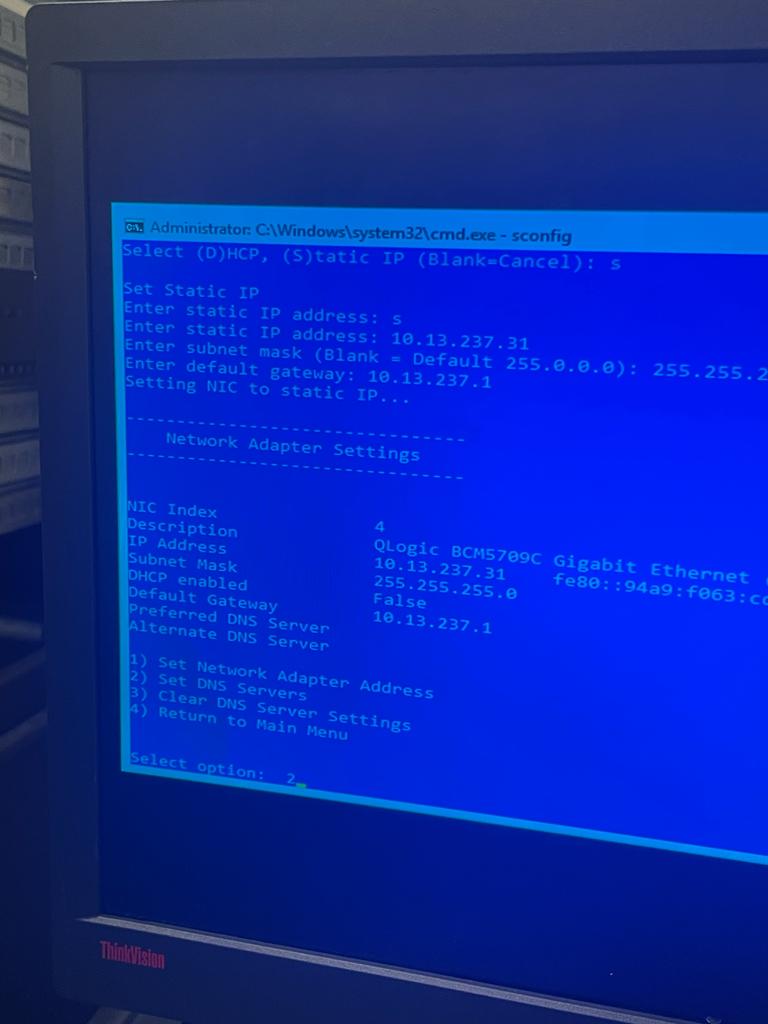 Administrator: C:\Windows\system32\cmd.exe - sconfig
Select (D)HCP, (S)tatic IP (Blank=Cancel): s
Set Static IP
Enter static IP address: s
Enter static IP address: 10.13.237.31
Enter subnet mask (Blank = Default 255.0.0.0): 255.255.2
Enter default gateway: 10.13.237.1
Setting NIC to static IP...
-------------------------------
Network Adapter Settings
-------------------------------
NIC Index 4
Description QLogic BCM5709C Gigabit Ethernet
IP Address 10.13.237.31 fe80::94a9:f063:cc
Subnet Mask 255.255.255.0
DHCP enabled False
Default Gateway 10.13.237.1
Preferred DNS Server
Alternate DNS Server
1) Set Network Adapter Address
2) Set DNS Servers
3) Clear DNS Server Settings
4) Return to Main Menu
Select option: 2
ThinkVision